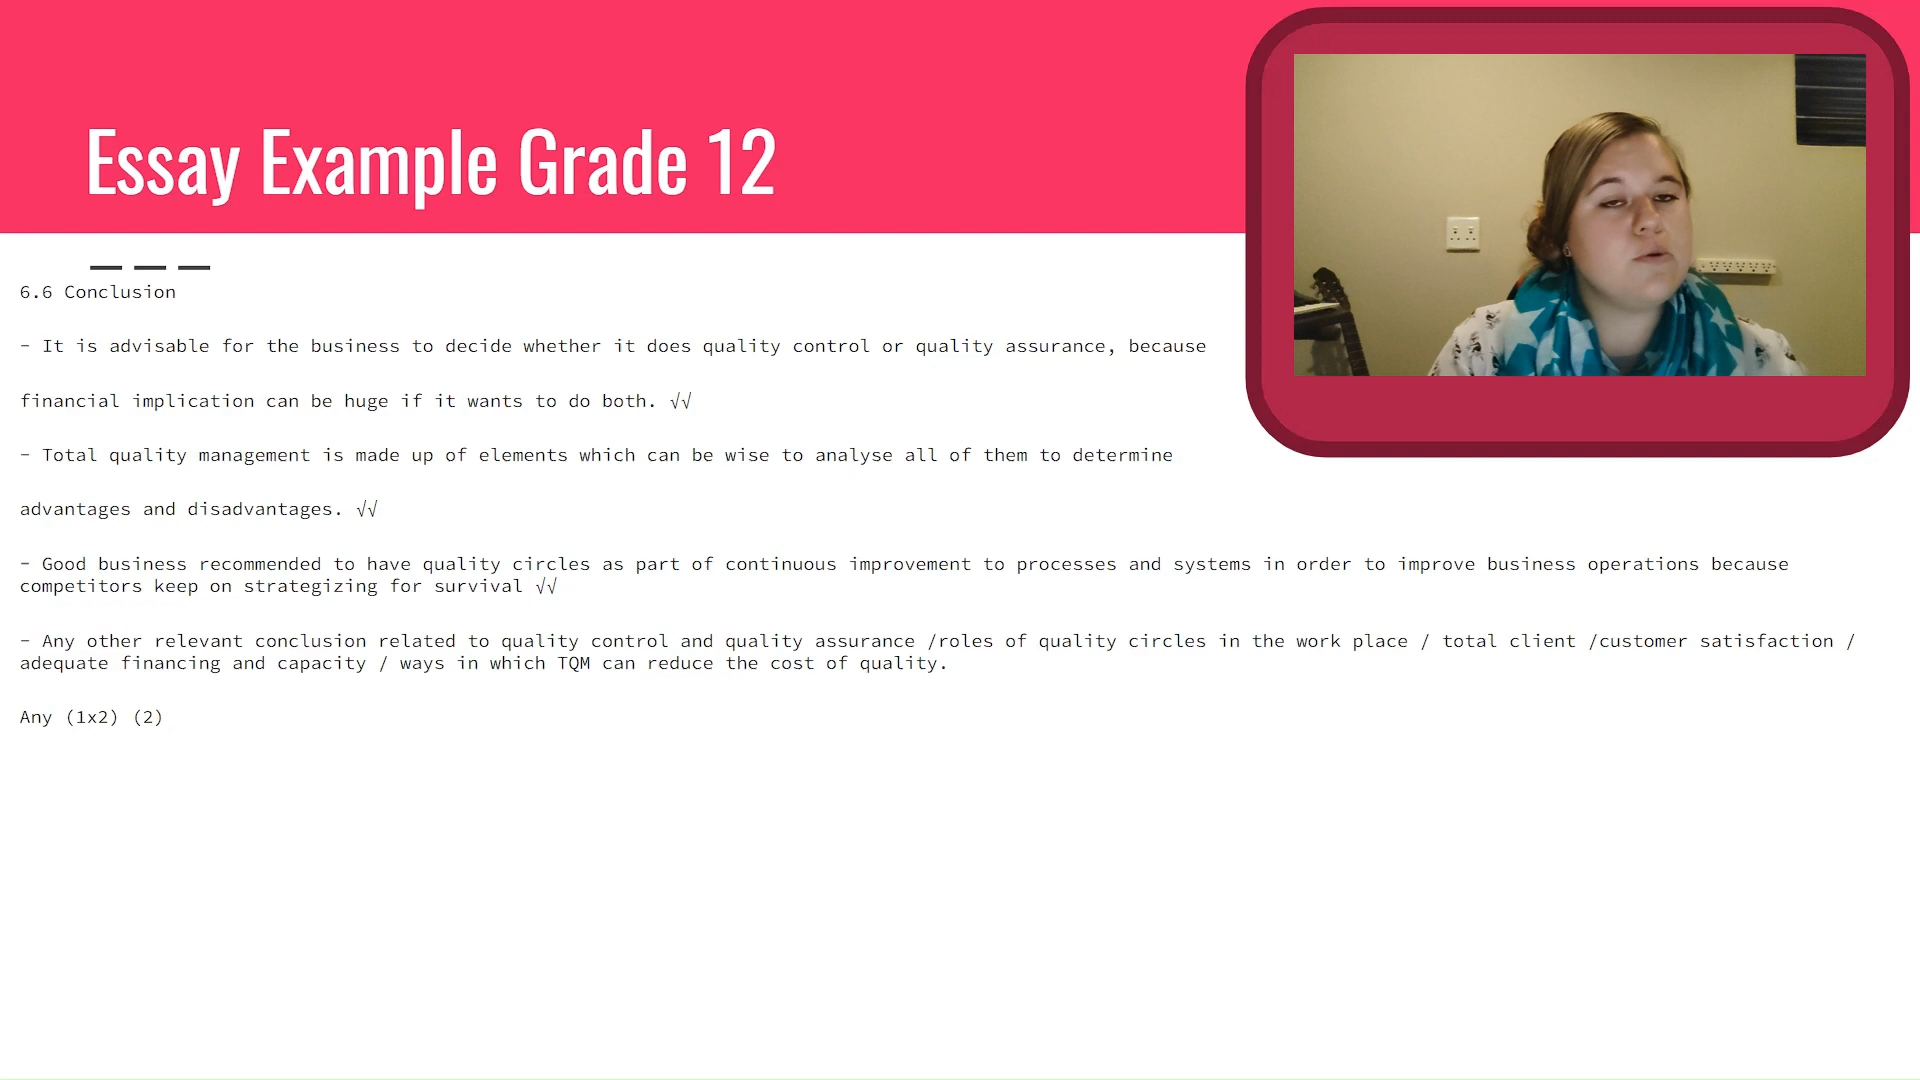 Essay Example Grade 12
6.6 Conclusion
- It is advisable for the business to decide whether it does quality control or quality assurance, because
financial implication can be huge if it wants to do both. √√
- Total quality management is made up of elements which can be wise to analyse all of them to determine
advantages and disadvantages. √√
- Good business recommended to have quality circles as part of continuous improvement to processes and systems in order to improve business operations because
competitors keep on strategizing for survival √√
- Any other relevant conclusion related to quality control and quality assurance /roles of quality circles in the work place / total client /customer satisfaction /
adequate financing and capacity / ways in which TQM can reduce the cost of quality.
Any (1x2) (2)